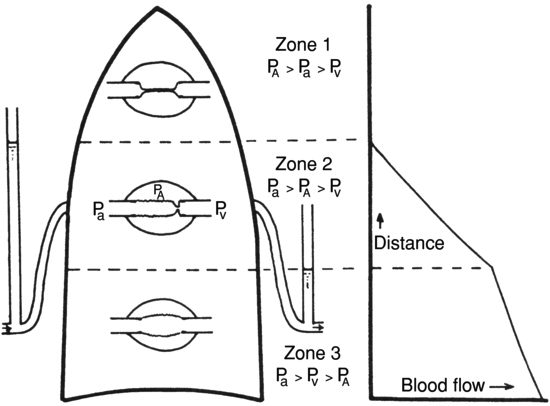 Zone 1
PA > Pa > Pv
Zone 2
Pa > PA > Pv
PA
Pa
Pv
Distance
Zone 3
Pa > Pv > PA
Blood flow